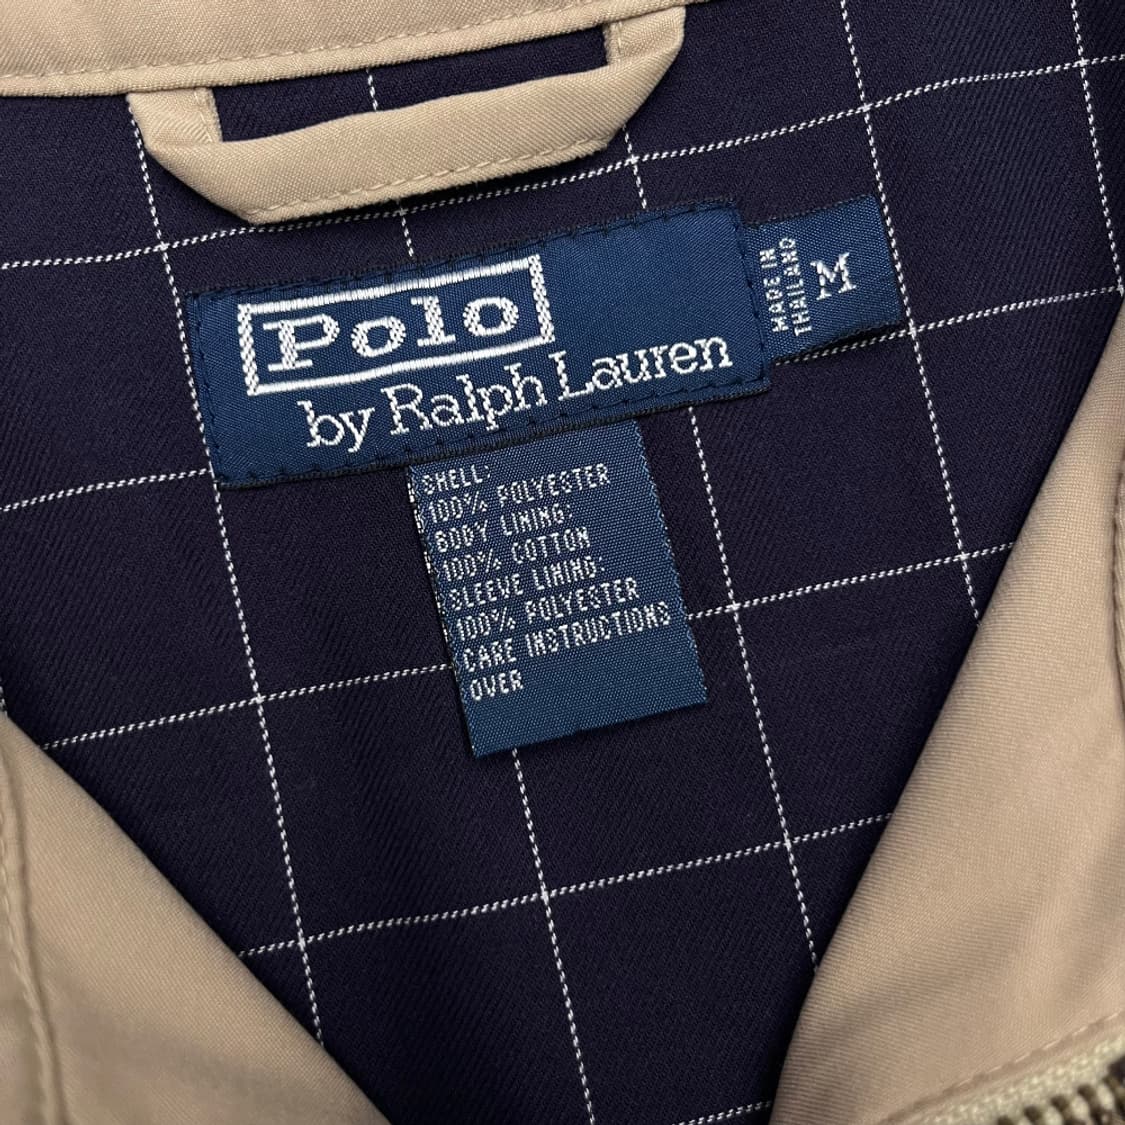 Polo
by Ralph Lauren
MADE IN
THAILAND
M
SHELL:
100% POLYESTER
BODY LINING:
100% COTTON
SLEEVE LINING:
100% POLYESTER
CARE INSTRUCTIONS
OVER